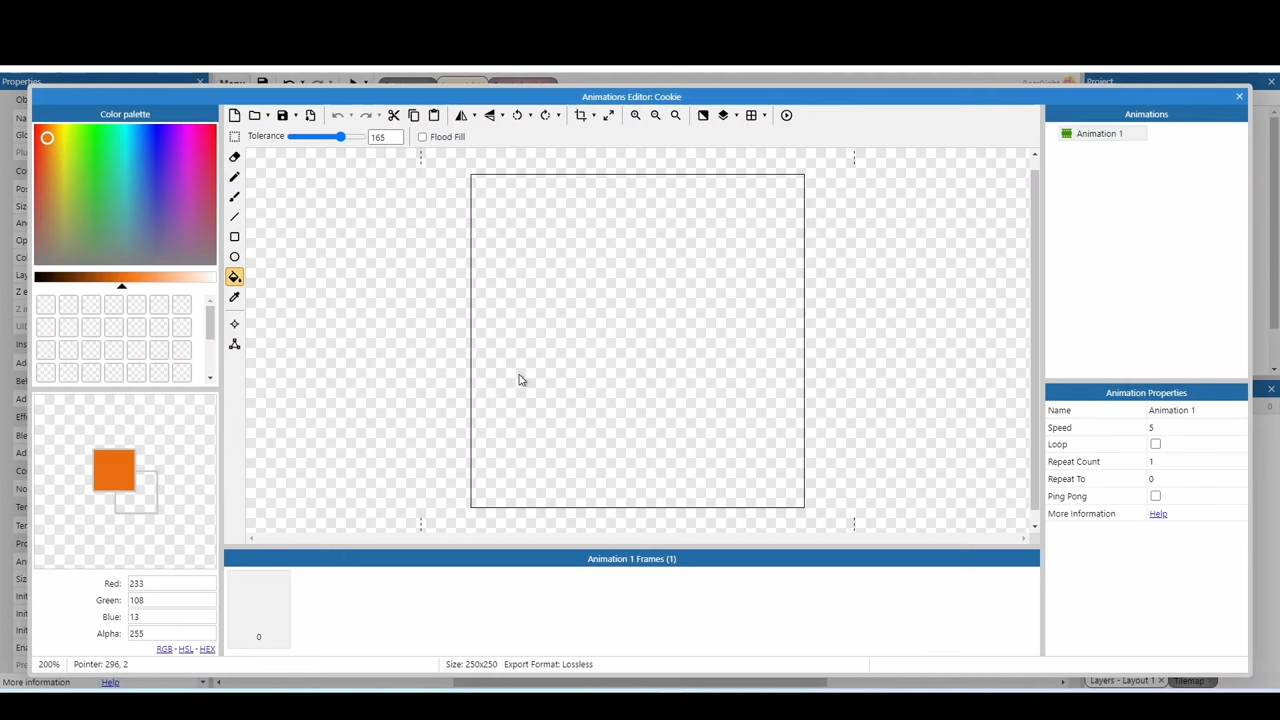 Properties
Menu
Project
Animations Editor: Cookie
Color palette
Animations
Tolerance 165 Flood Fill
Animation 1
Animation Properties
Name Animation 1
Speed 5
Loop
Repeat Count 1
Repeat To 0
Ping Pong
More Information Help
Animation 1 Frames (1)
0
Red: 233
Green: 108
Blue: 13
Alpha: 255
RGB - HSL - HEX
200% Pointer: 296, 2 Size: 250x250 Export Format: Lossless
More information Help
Layers - Layout 1 Tilemap